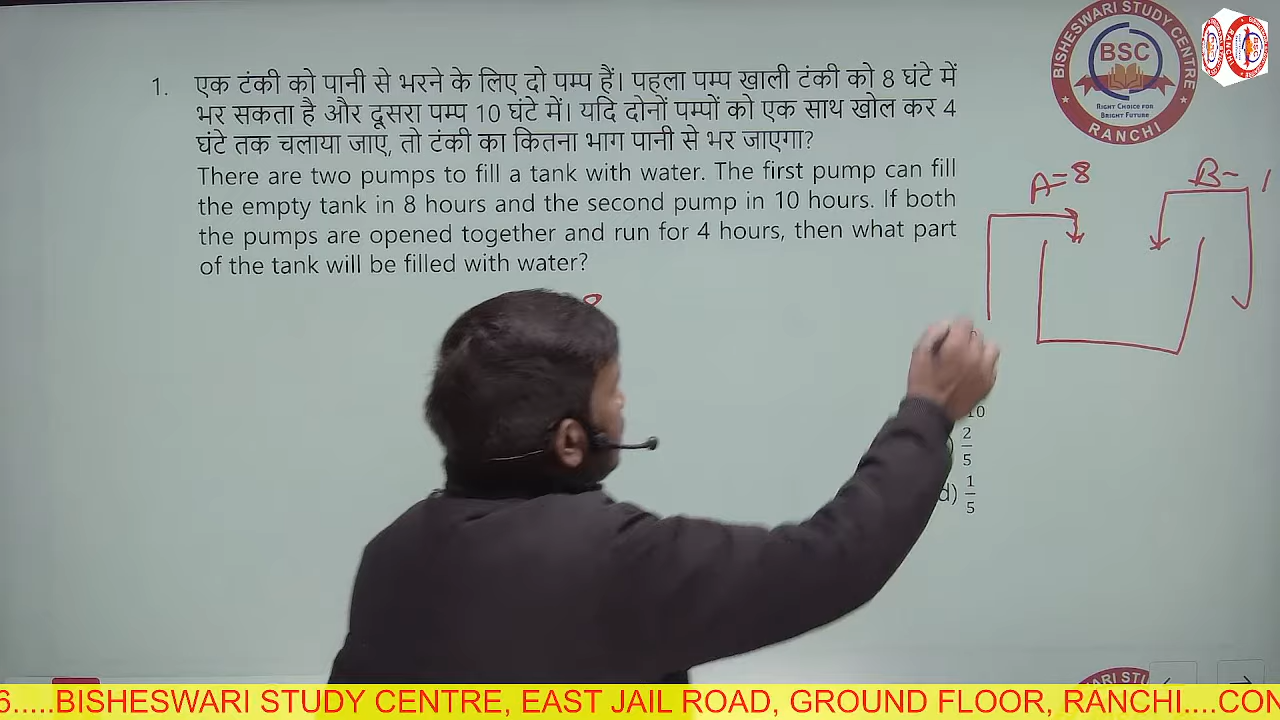 1. एक टंकी को पानी से भरने के लिए दो पम्प हैं। पहला पम्प खाली टंकी को 8 घंटे में
भर सकता है और दूसरा पम्प 10 घंटे में। यदि दोनों पम्पों को एक साथ खोल कर 4
घंटे तक चलाया जाए, तो टंकी का कितना भाग पानी से भर जाएगा?
There are two pumps to fill a tank with water. The first pump can fill
the empty tank in 8 hours and the second pump in 10 hours. If both
the pumps are opened together and run for 4 hours, then what part
of the tank will be filled with water?
A=8
B-1
8
10
2/5
d) 1/5
BISHESWARI STUDY CENTRE
BSC
RIGHT CHOICE FOR
BRIGHT FUTURE
★ RANCHI ★
6.....BISHESWARI STUDY CENTRE, EAST JAIL ROAD, GROUND FLOOR, RANCHI....CON